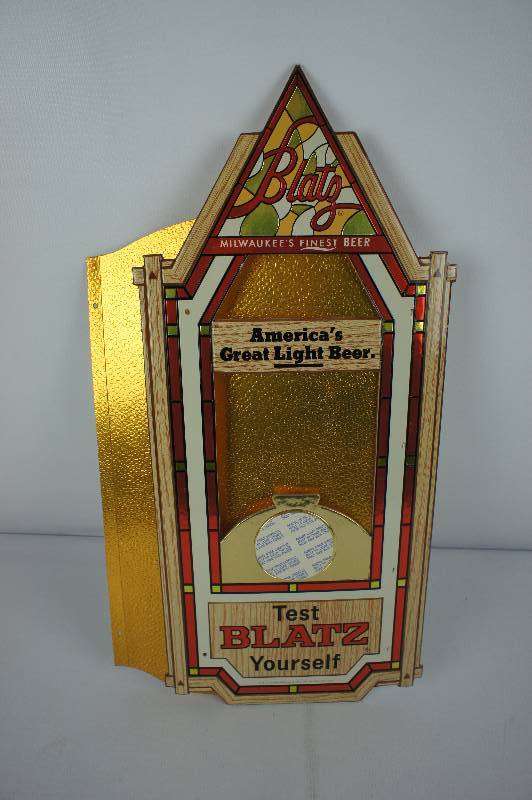 Blatz
MILWAUKEE'S FINEST BEER
America's
Great Light Beer.
Test
BLATZ
Yourself